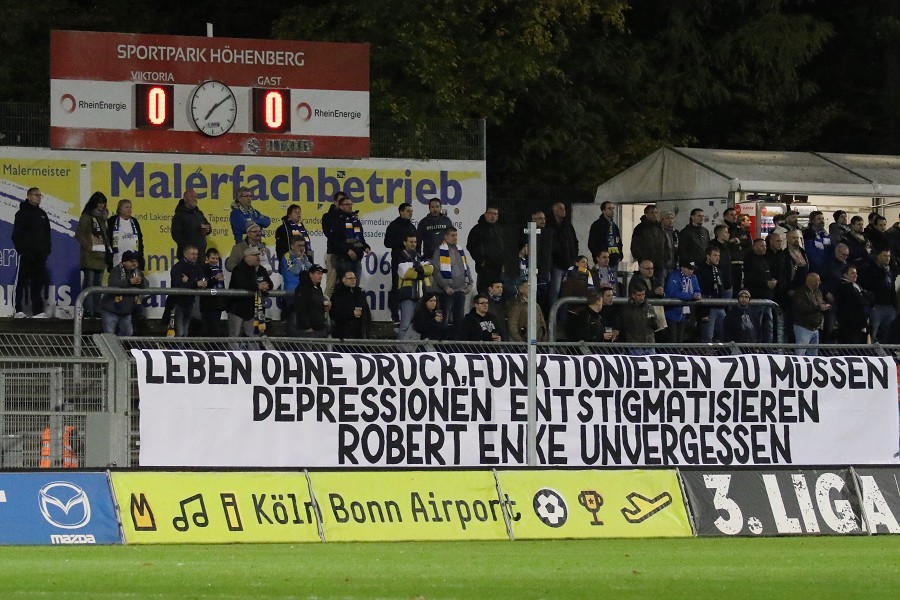 SPORTPARK HÖHENBERG
VIKTORIA GAST
RheinEnergie 0 0 RheinEnergie
Malermeister
Malerfachbetrieb
LEBEN OHNE DRUCK, FUNKTIONIEREN ZU MÜSSEN
DEPRESSIONEN ENTSTIGMATISIEREN
ROBERT ENKE UNVERGESSEN
mazda
Köln Bonn Airport
3. LIGA